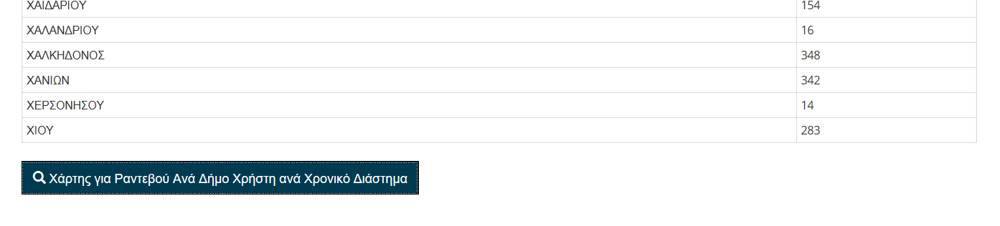 ΧΑΪΔΑΡΙΟΥ 154
ΧΑΛΑΝΔΡΙΟΥ 16
ΧΑΛΚΗΔΟΝΟΣ 348
ΧΑΝΙΩΝ 342
ΧΕΡΣΟΝΗΣΟΥ 14
ΧΙΟΥ 283
Χάρτης για Ραντεβού Ανά Δήμο Χρήστη ανά Χρονικό Διάστημα